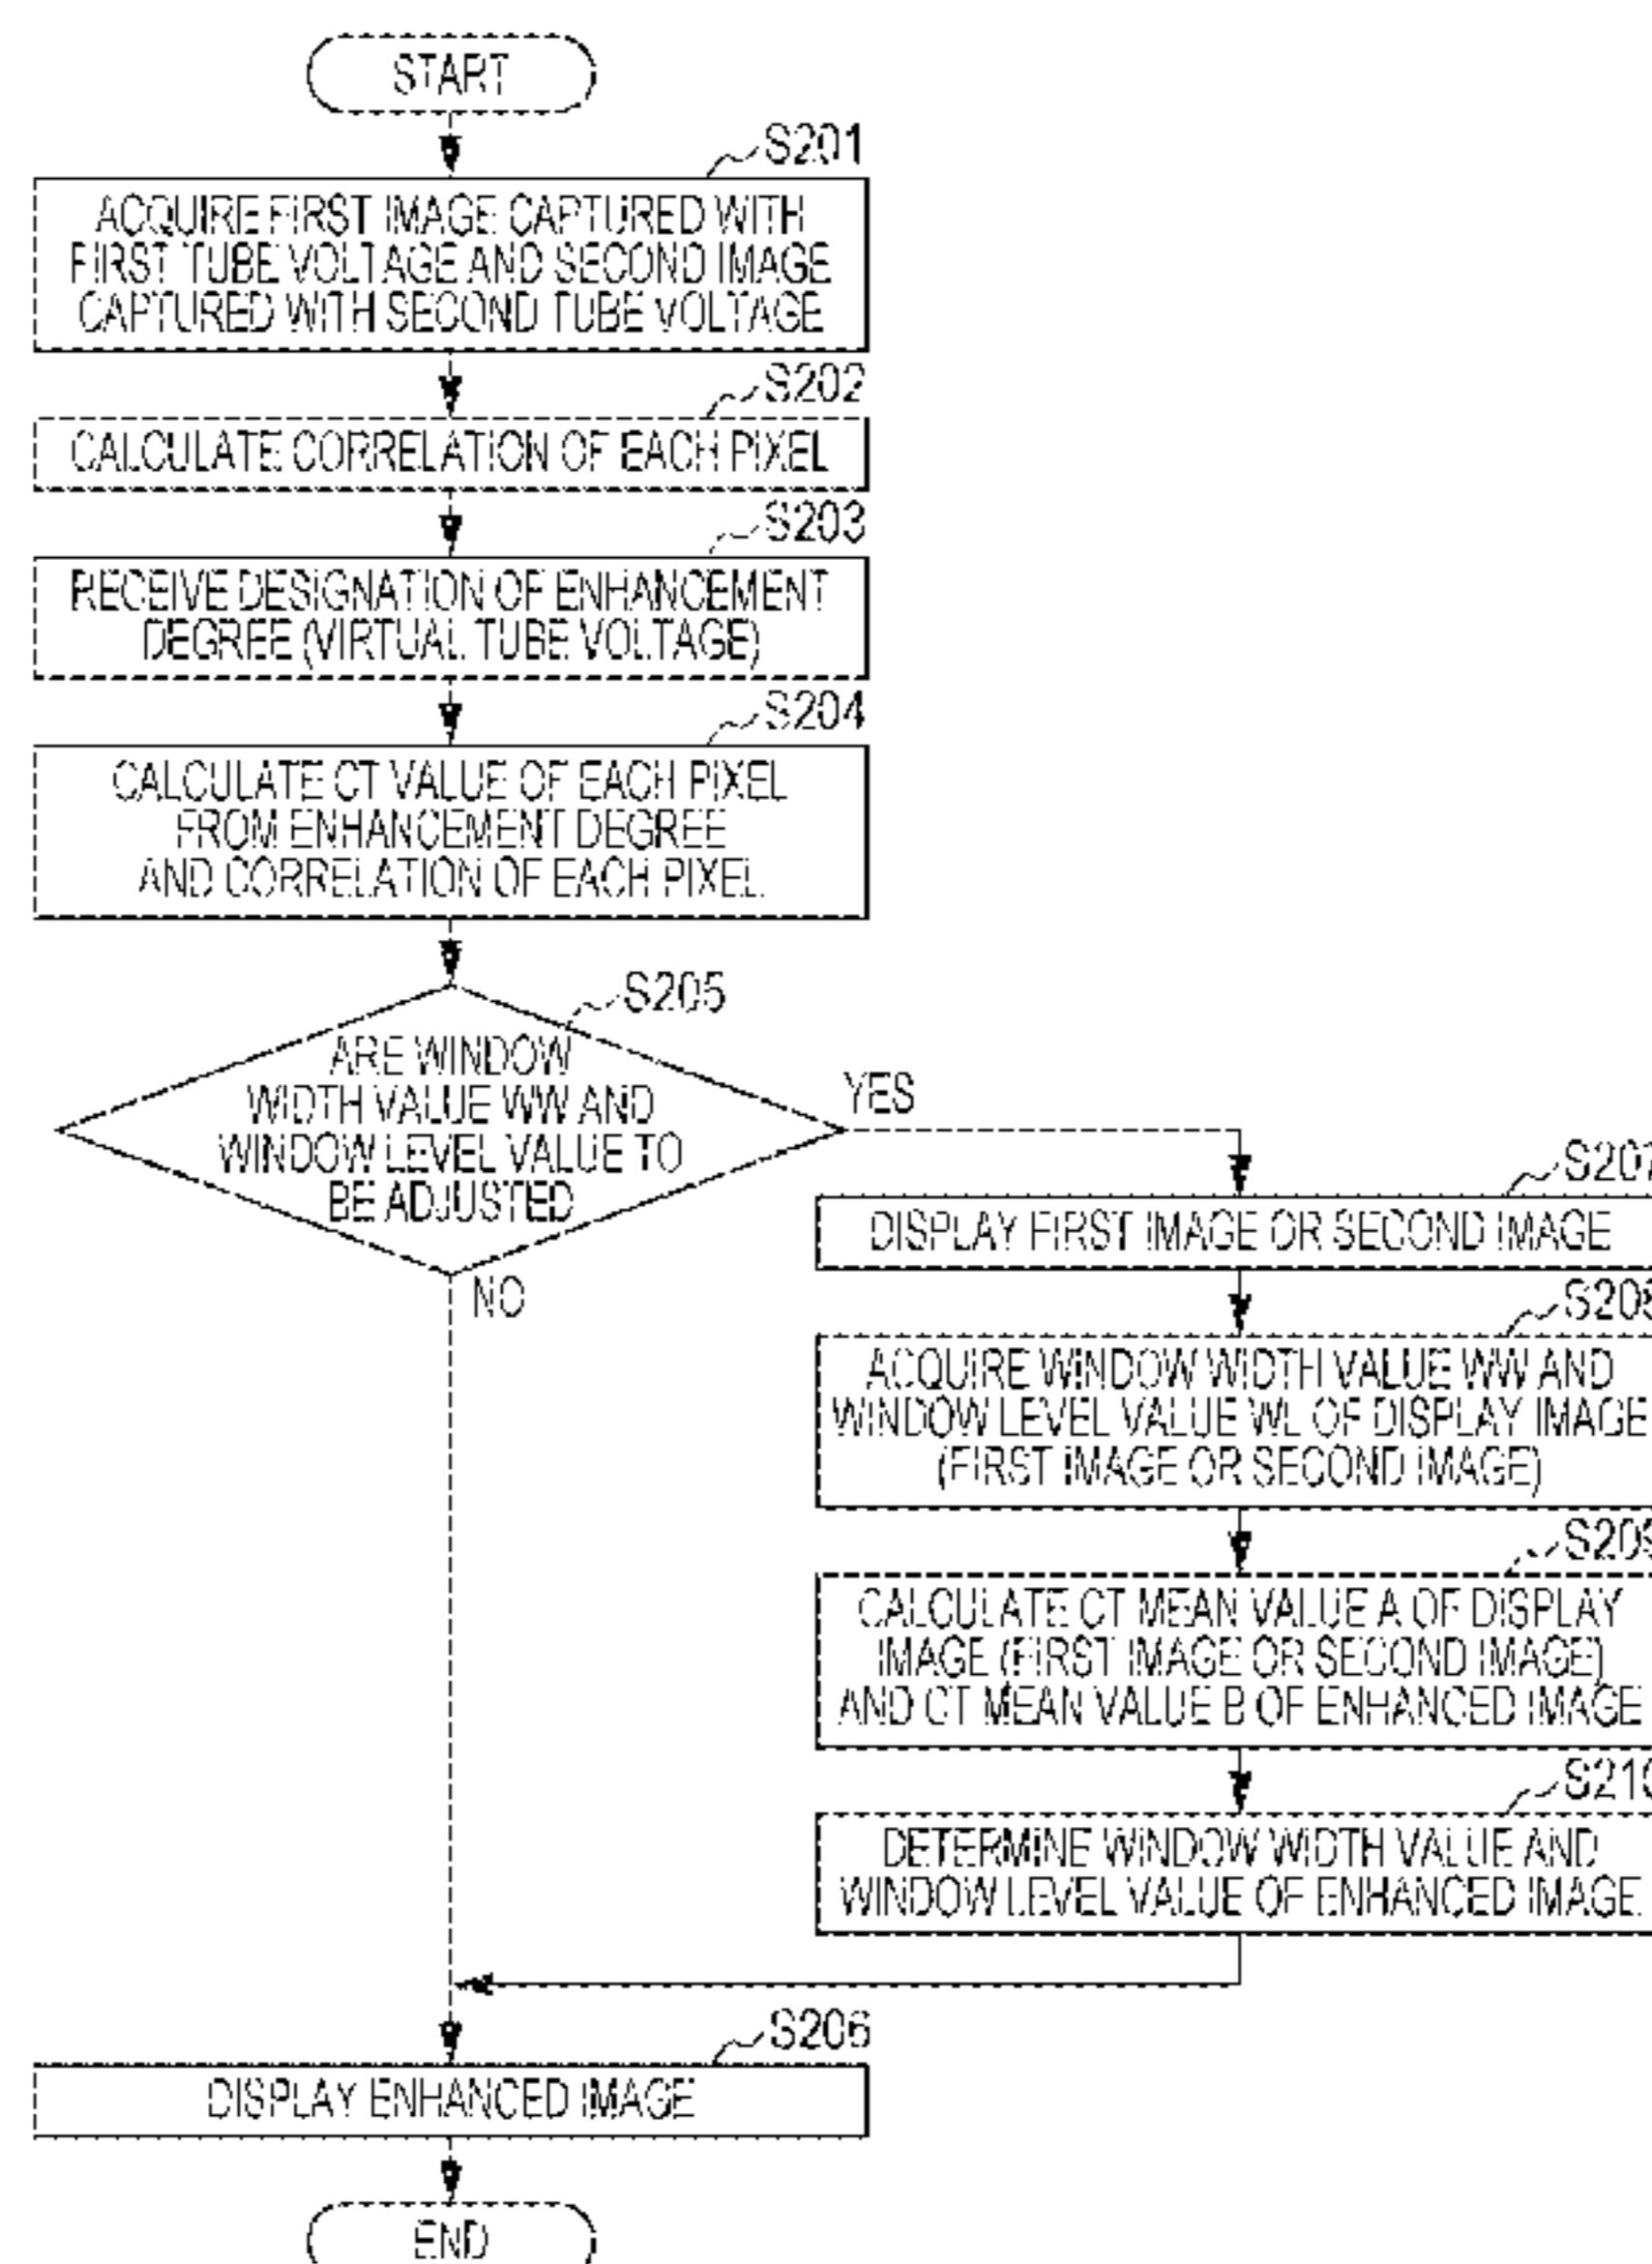 START
S201
ACQUIRE FIRST IMAGE CAPTURED WITH
FIRST TUBE VOLTAGE AND SECOND IMAGE
CAPTURED WITH SECOND TUBE VOLTAGE
S202
CALCULATE CORRELATION OF EACH PIXEL
S203
RECEIVE DESIGNATION OF ENHANCEMENT
DEGREE (VIRTUAL TUBE VOLTAGE)
S204
CALCULATE CT VALUE OF EACH PIXEL
FROM ENHANCEMENT DEGREE
AND CORRELATION OF EACH PIXEL
S205
ARE WINDOW
WIDTH VALUE WW AND
WINDOW LEVEL VALUE TO
BE ADJUSTED
YES
NO
S207
DISPLAY FIRST IMAGE OR SECOND IMAGE
S208
ACQUIRE WINDOW WIDTH VALUE WW AND
WINDOW LEVEL VALUE WL OF DISPLAY IMAGE
(FIRST IMAGE OR SECOND IMAGE)
S209
CALCULATE CT MEAN VALUE A OF DISPLAY
IMAGE (FIRST IMAGE OR SECOND IMAGE)
AND CT MEAN VALUE B OF ENHANCED IMAGE
S210
DETERMINE WINDOW WIDTH VALUE AND
WINDOW LEVEL VALUE OF ENHANCED IMAGE
S206
DISPLAY ENHANCED IMAGE
END